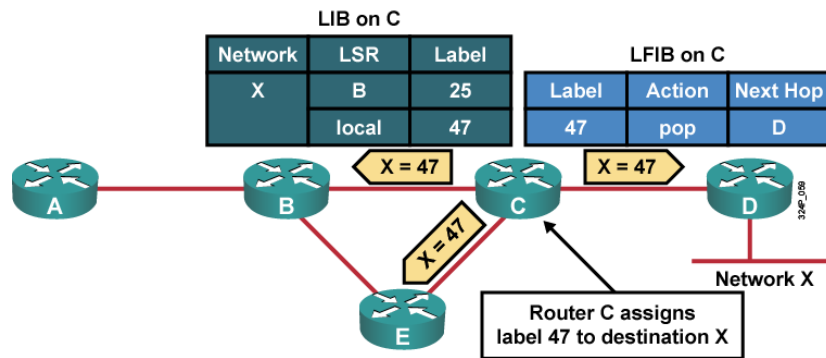 LIB on C
Network LSR Label
X B 25
local 47
LFIB on C
Label Action Next Hop
47 pop D
X = 47
X = 47
A
B
C
D
324P_059
X = 47
E
Network X
Router C assigns
label 47 to destination X